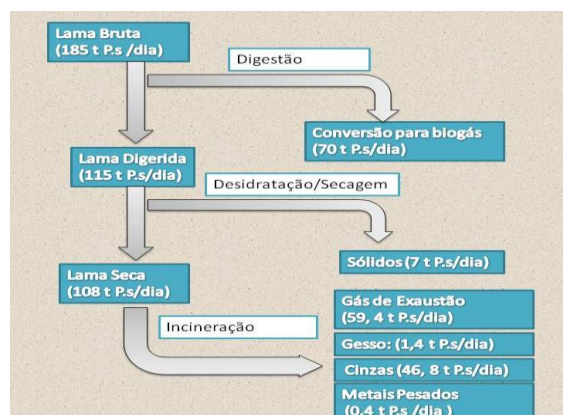 Lama Bruta
(185 t P.s /dia)
Digestão
Conversão para biogás
(70 t P.s/dia)
Lama Digerida
(115 t P.s/dia)
Desidratação/Secagem
Sólidos (7 t P.s/dia)
Lama Seca
(108 t P.s/dia)
Gás de Exaustão
(59, 4 t P.s/dia)
Incineração
Gesso: (1,4 t P.s/dia)
Cinzas (46, 8 t P.s/dia)
Metais Pesados
(0,4 t P.s /dia )